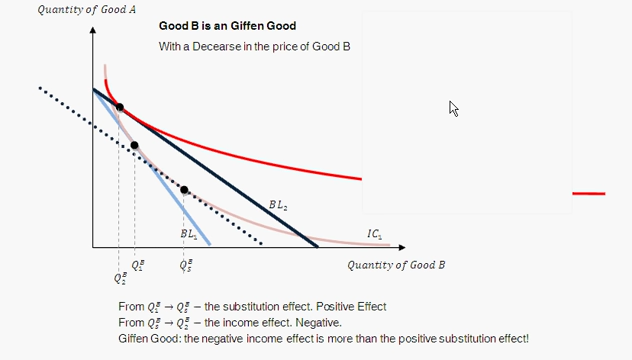 Quantity of Good A
Good B is an Giffen Good
With a Decearse in the price of Good B
BL₂
BL₁
IC₁
Q₁ᴮ
Qₛᴮ
Q₂ᴮ
Quantity of Good B
From Q₁ᴮ → Qₛᴮ – the substitution effect. Positive Effect
From Qₛᴮ → Q₂ᴮ – the income effect. Negative.
Giffen Good: the negative income effect is more than the positive substitution effect!